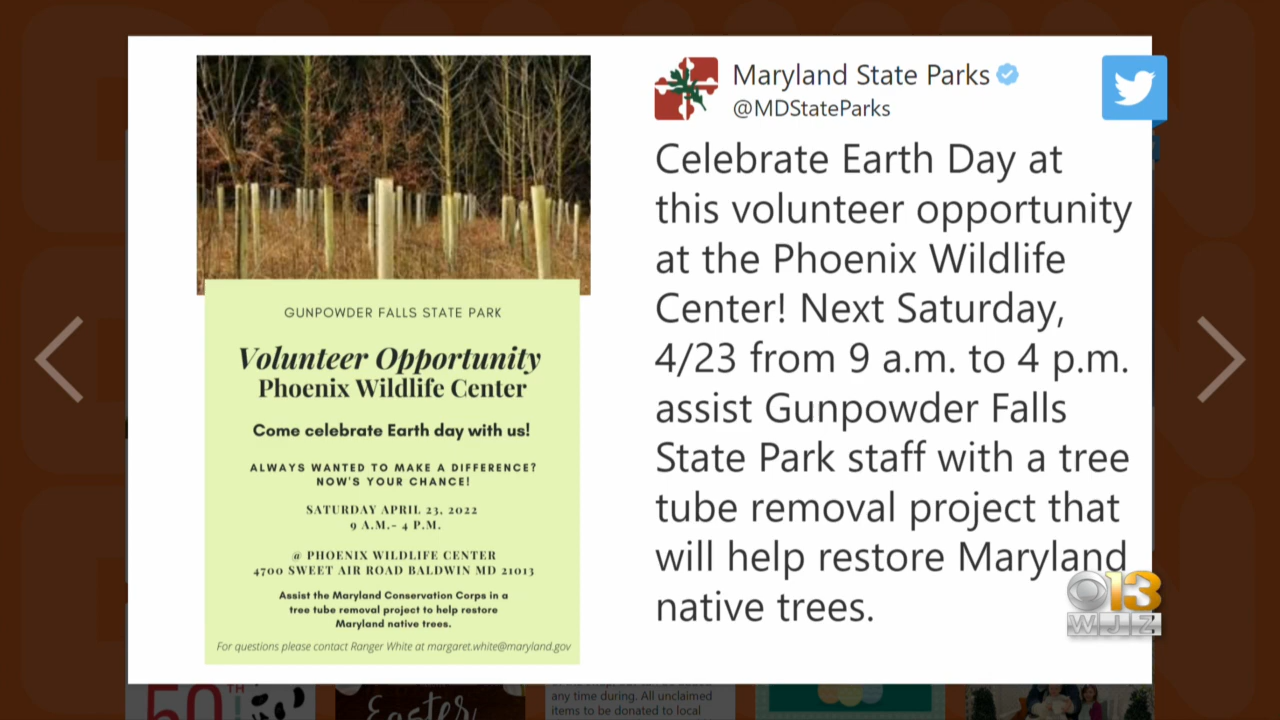 GUNPOWDER FALLS STATE PARK
Volunteer Opportunity
Phoenix Wildlife Center
Come celebrate Earth day with us!
ALWAYS WANTED TO MAKE A DIFFERENCE?
NOW'S YOUR CHANCE!
SATURDAY APRIL 23, 2022
9 A.M.- 4 P.M.
@ PHOENIX WILDLIFE CENTER
4700 SWEET AIR ROAD BALDWIN MD 21013
Assist the Maryland Conservation Corps in a
tree tube removal project to help restore
Maryland native trees.
For questions please contact Ranger White at margaret.white@maryland.gov
Maryland State Parks
@MDStateParks
Celebrate Earth Day at
this volunteer opportunity
at the Phoenix Wildlife
Center! Next Saturday,
4/23 from 9 a.m. to 4 p.m.
assist Gunpowder Falls
State Park staff with a tree
tube removal project that
will help restore Maryland
native trees.
13
WJZ
50TH
Easter
any time during. All unclaimed
items to be donated to local